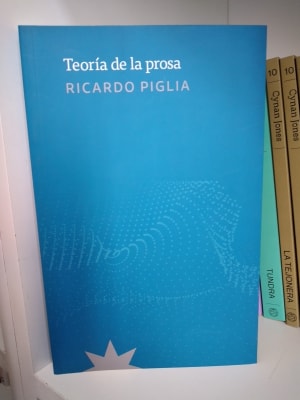 Teoría de la prosa
RICARDO PIGLIA
10
Cynan Jones
TUNDRA
10
Cynan Jones
LA TEJONERA